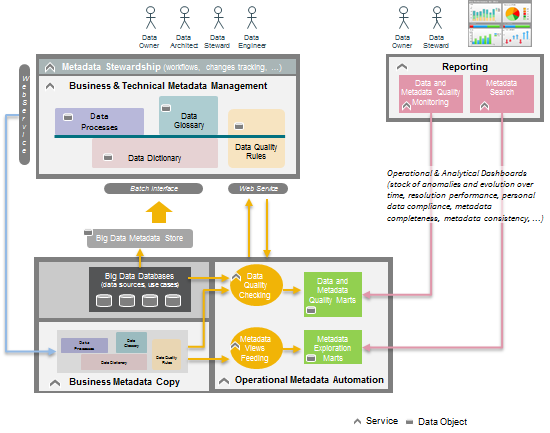 Data Owner
Data Architect
Data Steward
Data Engineer
Data Owner
Data Steward
WebService
Metadata Stewardship (workflows, changes tracking, ...)
Business & Technical Metadata Management
Data Processes
Data Glossary
Data Dictionary
Data Quality Rules
Reporting
Data and Metadata Quality Monitoring
Metadata Search
Batch interface
Web Service
Operational & Analytical Dashboards
(stock of anomalies and evolution over
time, resolution performance, personal
data compliance, metadata
completeness, metadata consistency, ...)
Big Data Metadata Store
Big Data Databases
(data sources, use cases)
Data Quality Checking
Data and Metadata Quality Marts
Data Processes
Data Glossary
Data Dictionary
Data Quality Rules
Metadata Views Feeding
Metadata Exploration Marts
Business Metadata Copy
Operational Metadata Automation
Service
Data Object